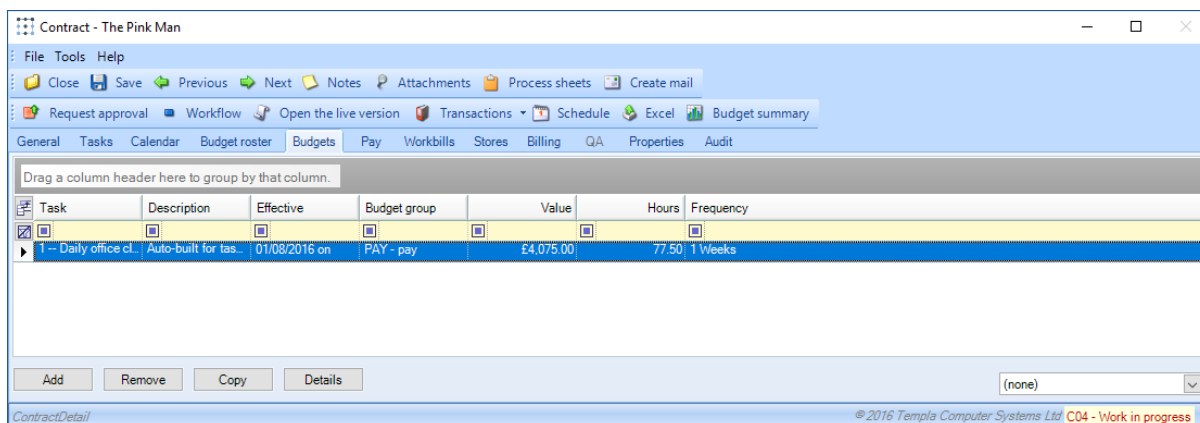 Contract - The Pink Man
File Tools Help
Close Save Previous Next Notes Attachments Process sheets Create mail
Request approval Workflow Open the live version Transactions Schedule Excel Budget summary
General Tasks Calendar Budget roster Budgets Pay Workbills Stores Billing QA Properties Audit
Drag a column header here to group by that column.
Task Description Effective Budget group Value Hours Frequency
1 -- Daily office cl... Auto-built for tas... 01/08/2016 on PAY - pay £4,075.00 77.50 1 Weeks
Add Remove Copy Details (none)
ContractDetail © 2016 Templa Computer Systems Ltd C04 - Work in progress